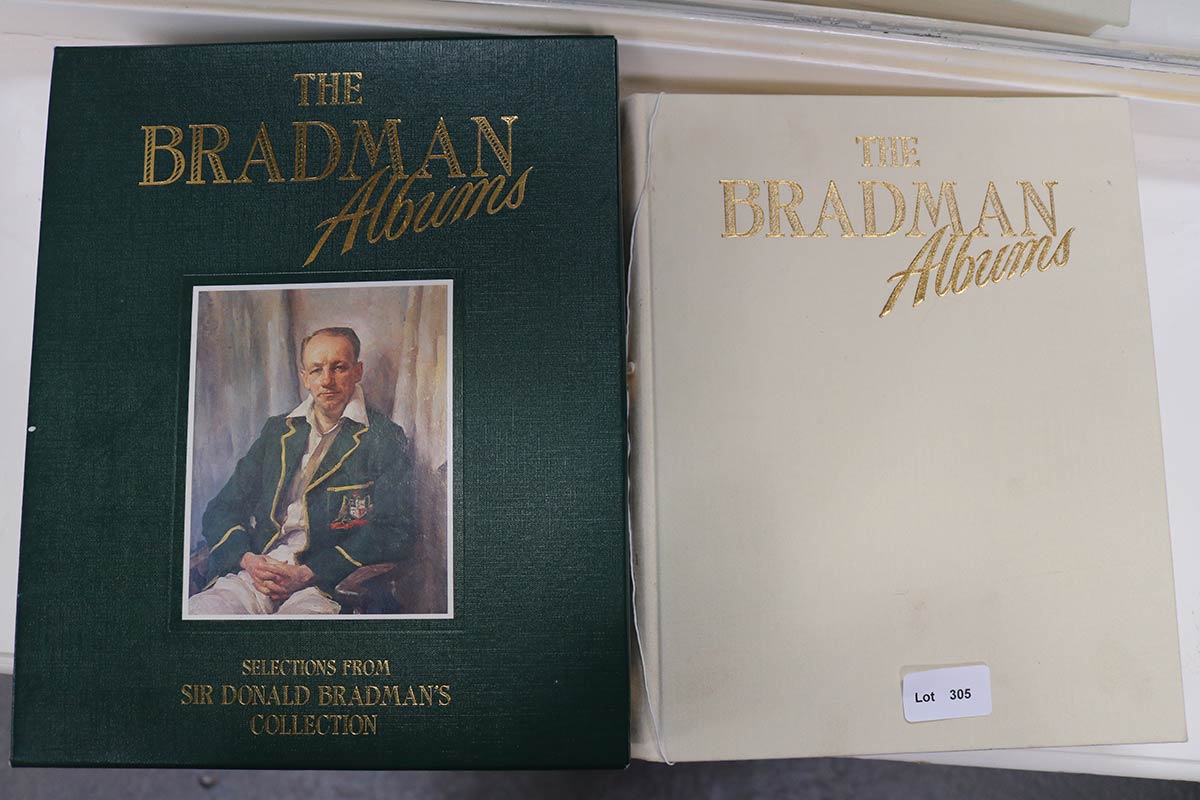 THE
BRADMAN
Albums
SELECTIONS FROM
SIR DONALD BRADMAN'S
COLLECTION
THE
BRADMAN
Albums
Lot 305